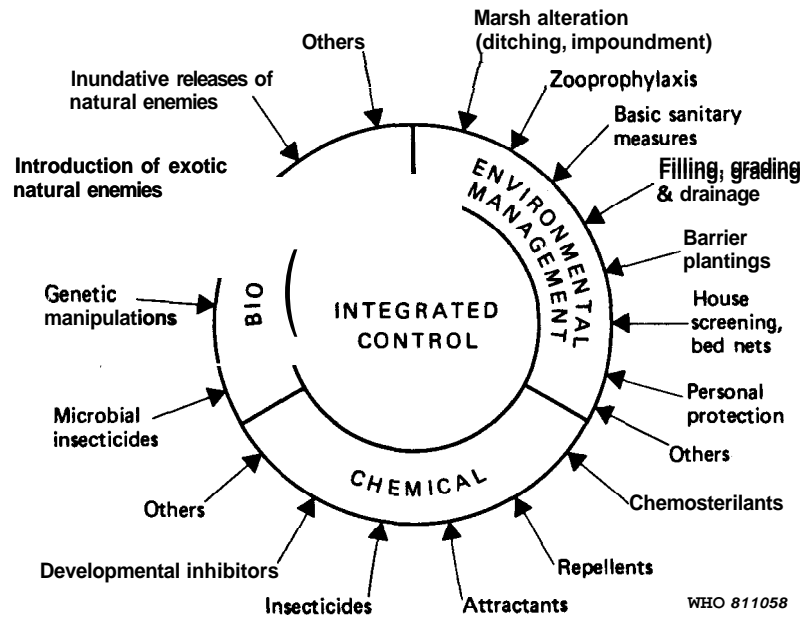 Marsh alteration
(ditching, impoundment)
Others
Inundative releases of
natural enemies
Zooprophylaxis
Basic sanitary
measures
Introduction of exotic
natural enemies
Filling, grading
& drainage
ENVIRONMENTAL
MANAGEMENT
Barrier
plantings
Genetic
manipulations
BIO
INTEGRATED
CONTROL
House
screening,
bed nets
Personal
protection
Microbial
insecticides
Others
CHEMICAL
Others
Chemosterilants
Developmental inhibitors
Repellents
Insecticides
Attractants
WHO 811058